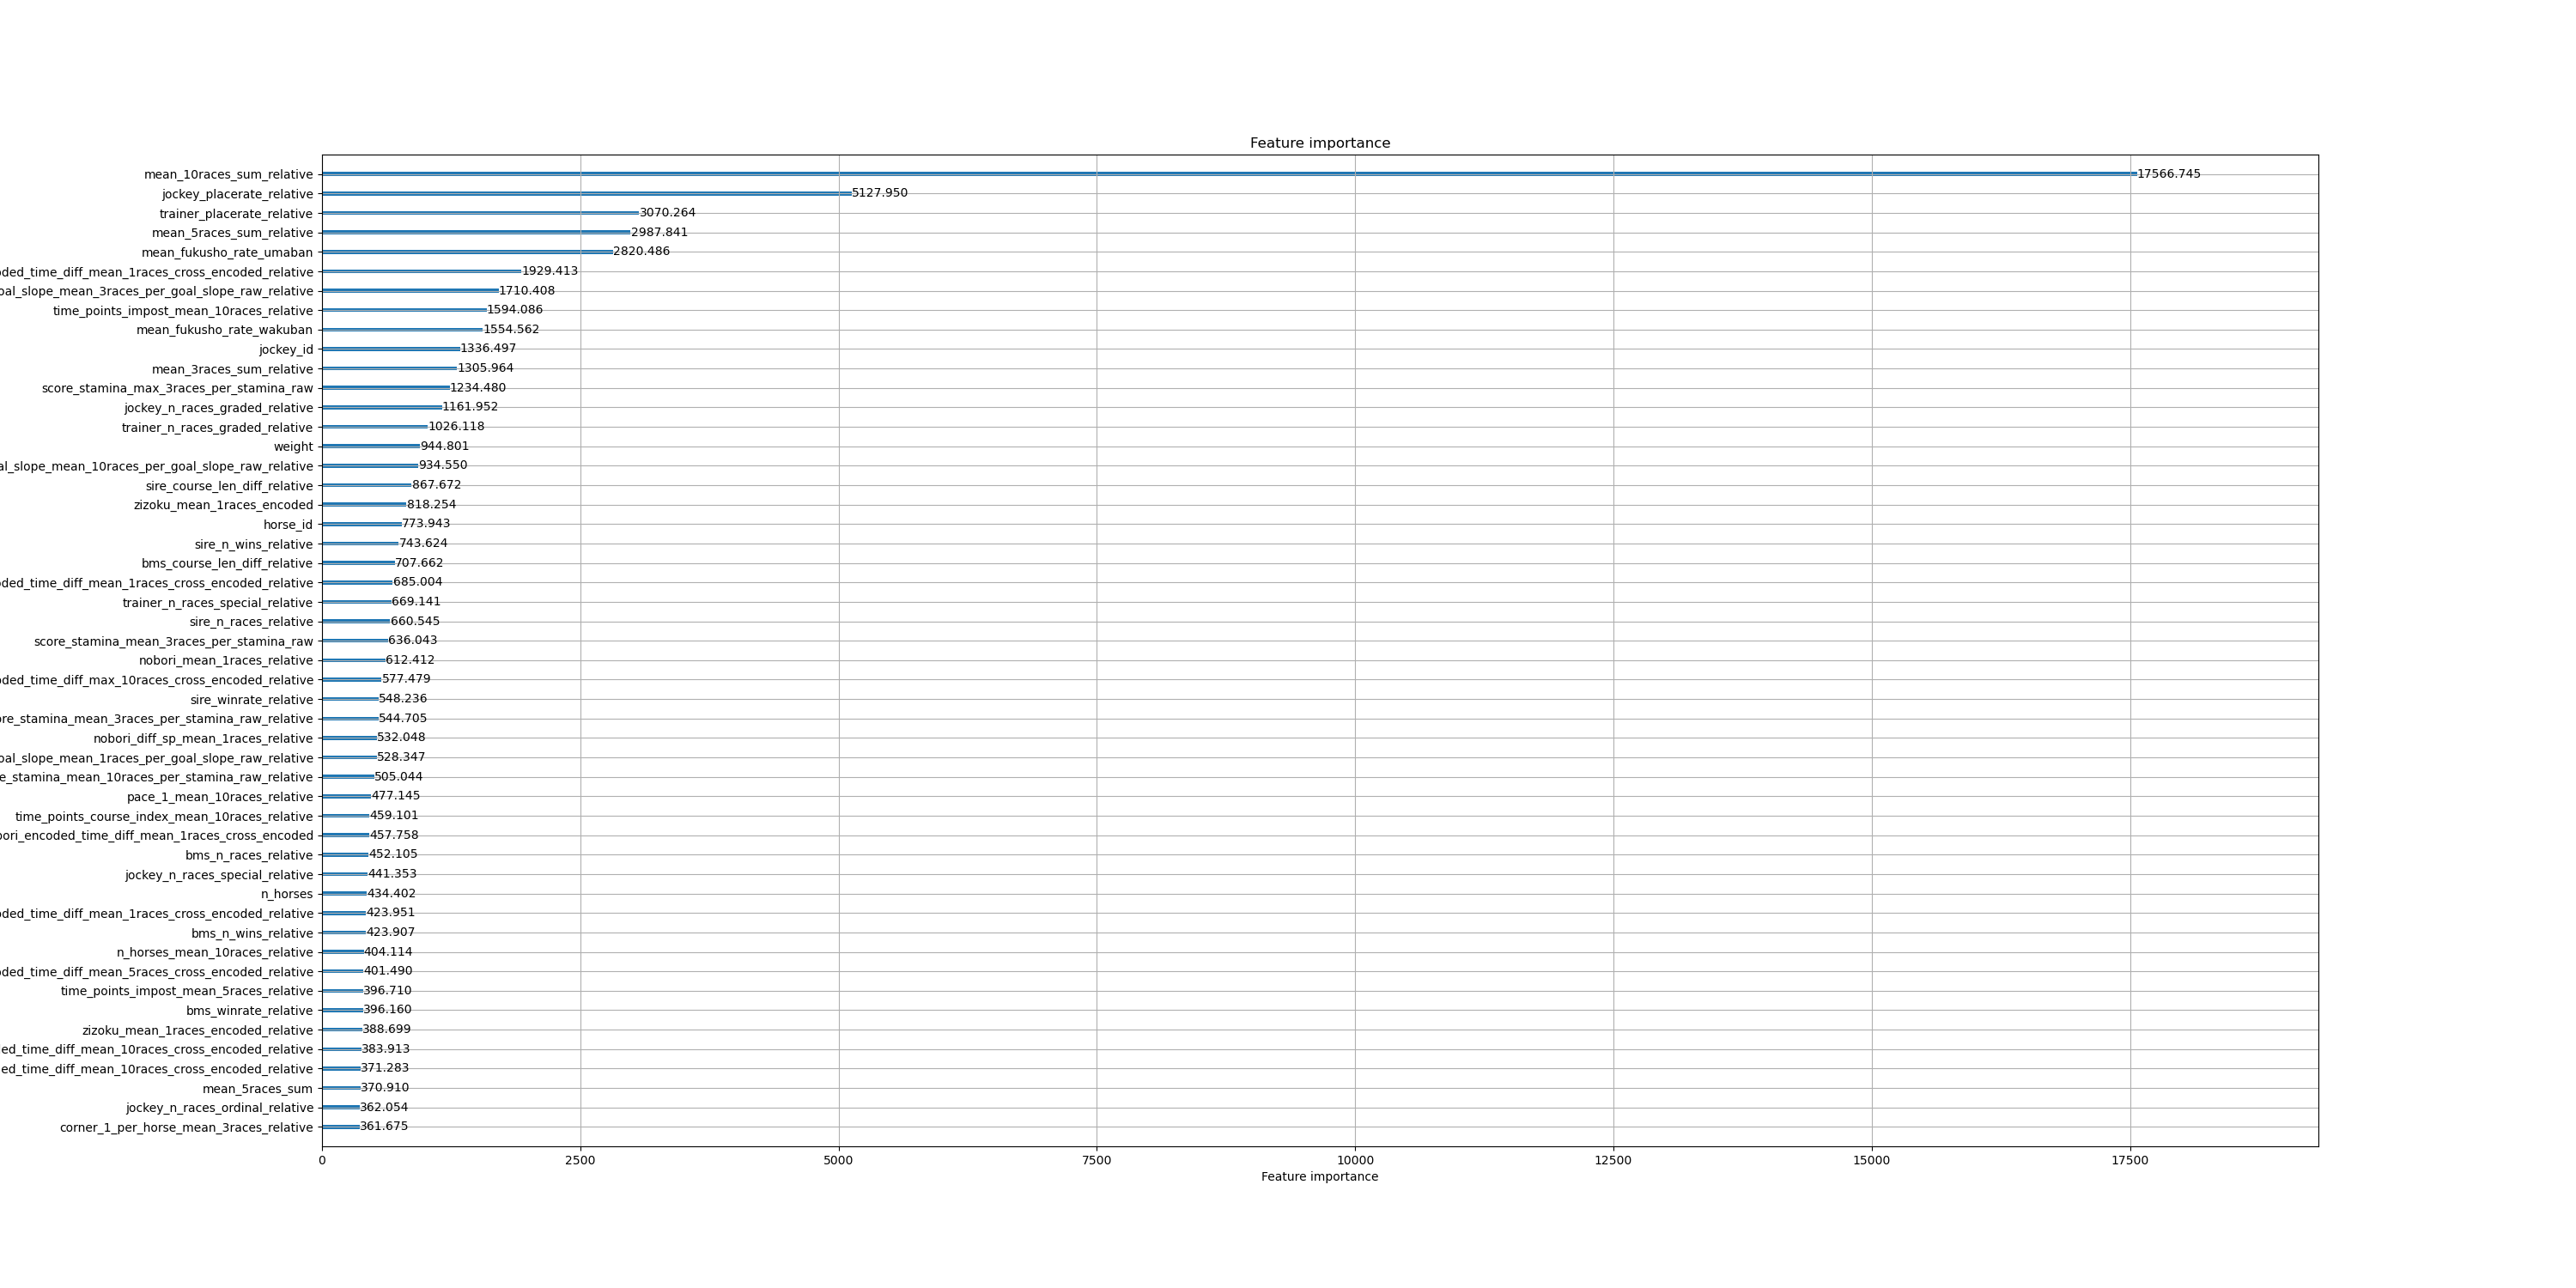 Feature importance
mean_10races_sum_relative 17566.745
jockey_placerate_relative 5127.950
trainer_placerate_relative 3070.264
mean_5races_sum_relative 2987.841
mean_fukusho_rate_umaban 2820.486
ded_time_diff_mean_1races_cross_encoded_relative 1929.413
oal_slope_mean_3races_per_goal_slope_raw_relative 1710.408
time_points_impost_mean_10races_relative 1594.086
mean_fukusho_rate_wakuban 1554.562
jockey_id 1336.497
mean_3races_sum_relative 1305.964
score_stamina_max_3races_per_stamina_raw 1234.480
jockey_n_races_graded_relative 1161.952
trainer_n_races_graded_relative 1026.118
weight 944.801
al_slope_mean_10races_per_goal_slope_raw_relative 934.550
sire_course_len_diff_relative 867.672
zizoku_mean_1races_encoded 818.254
horse_id 773.943
sire_n_wins_relative 743.624
bms_course_len_diff_relative 707.662
ded_time_diff_mean_1races_cross_encoded_relative 685.004
trainer_n_races_special_relative 669.141
sire_n_races_relative 660.545
score_stamina_mean_3races_per_stamina_raw 636.043
nobori_mean_1races_relative 612.412
ded_time_diff_max_10races_cross_encoded_relative 577.479
sire_winrate_relative 548.236
re_stamina_mean_3races_per_stamina_raw_relative 544.705
nobori_diff_sp_mean_1races_relative 532.048
oal_slope_mean_1races_per_goal_slope_raw_relative 528.347
e_stamina_mean_10races_per_stamina_raw_relative 505.044
pace_1_mean_10races_relative 477.145
time_points_course_index_mean_10races_relative 459.101
ori_encoded_time_diff_mean_1races_cross_encoded 457.758
bms_n_races_relative 452.105
jockey_n_races_special_relative 441.353
n_horses 434.402
ded_time_diff_mean_1races_cross_encoded_relative 423.951
bms_n_wins_relative 423.907
n_horses_mean_10races_relative 404.114
ded_time_diff_mean_5races_cross_encoded_relative 401.490
time_points_impost_mean_5races_relative 396.710
bms_winrate_relative 396.160
zizoku_mean_1races_encoded_relative 388.699
ed_time_diff_mean_10races_cross_encoded_relative 383.913
ed_time_diff_mean_10races_cross_encoded_relative 371.283
mean_5races_sum 370.910
jockey_n_races_ordinal_relative 362.054
corner_1_per_horse_mean_3races_relative 361.675
0 2500 5000 7500 10000 12500 15000 17500
Feature importance